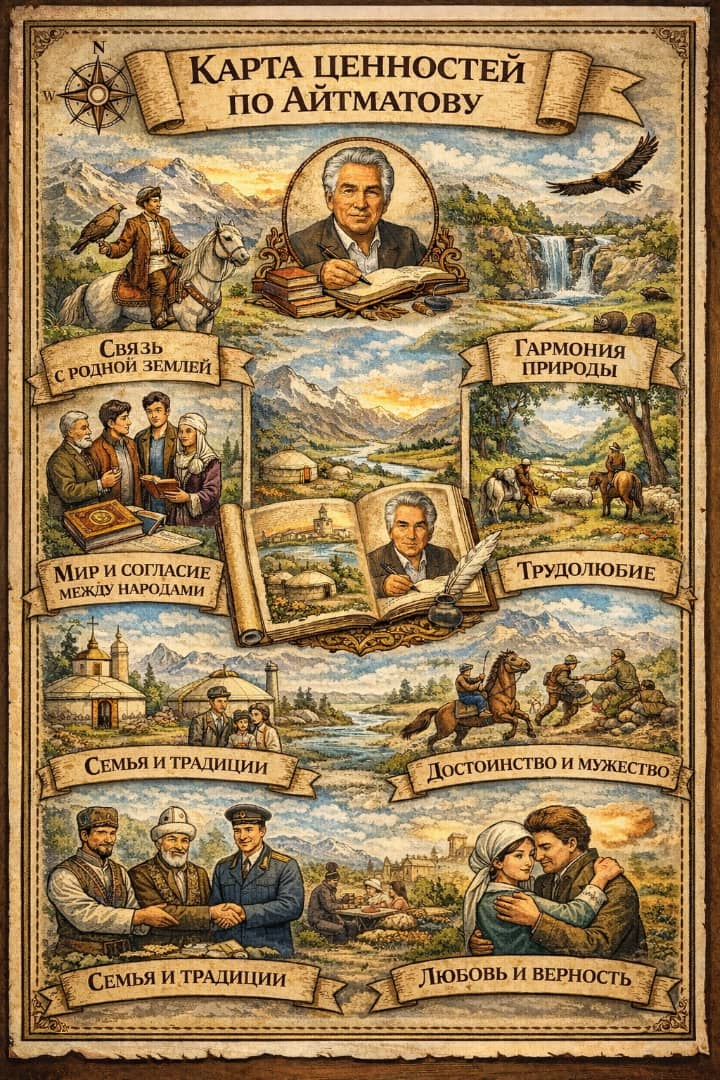 N
W
КАРТА ЦЕННОСТЕЙ
ПО АЙТМАТОВУ
СВЯЗЬ
С РОДНОЙ ЗЕМЛЕЙ
ГАРМОНИЯ
ПРИРОДЫ
МИР И СОГЛАСИЕ
МЕЖДУ НАРОДАМИ
ТРУДОЛЮБИЕ
СЕМЬЯ И ТРАДИЦИИ
ДОСТОИНСТВО И МУЖЕСТВО
СЕМЬЯ И ТРАДИЦИИ
ЛЮБОВЬ И ВЕРНОСТЬ